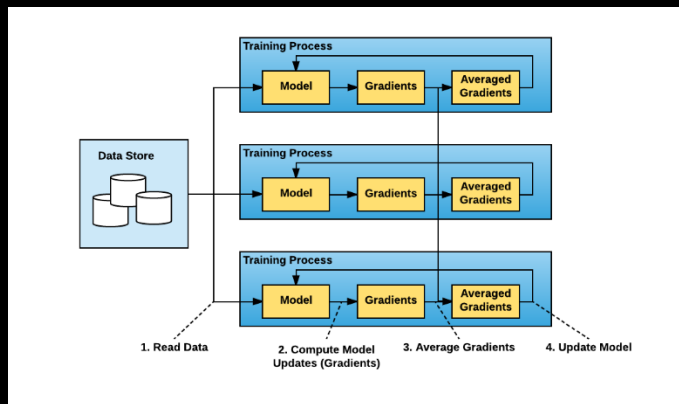 Training Process
Model
Gradients
Averaged
Gradients
Data Store
Training Process
Model
Gradients
Averaged
Gradients
Training Process
Model
Gradients
Averaged
Gradients
1. Read Data
2. Compute Model
Updates (Gradients)
3. Average Gradients
4. Update Model